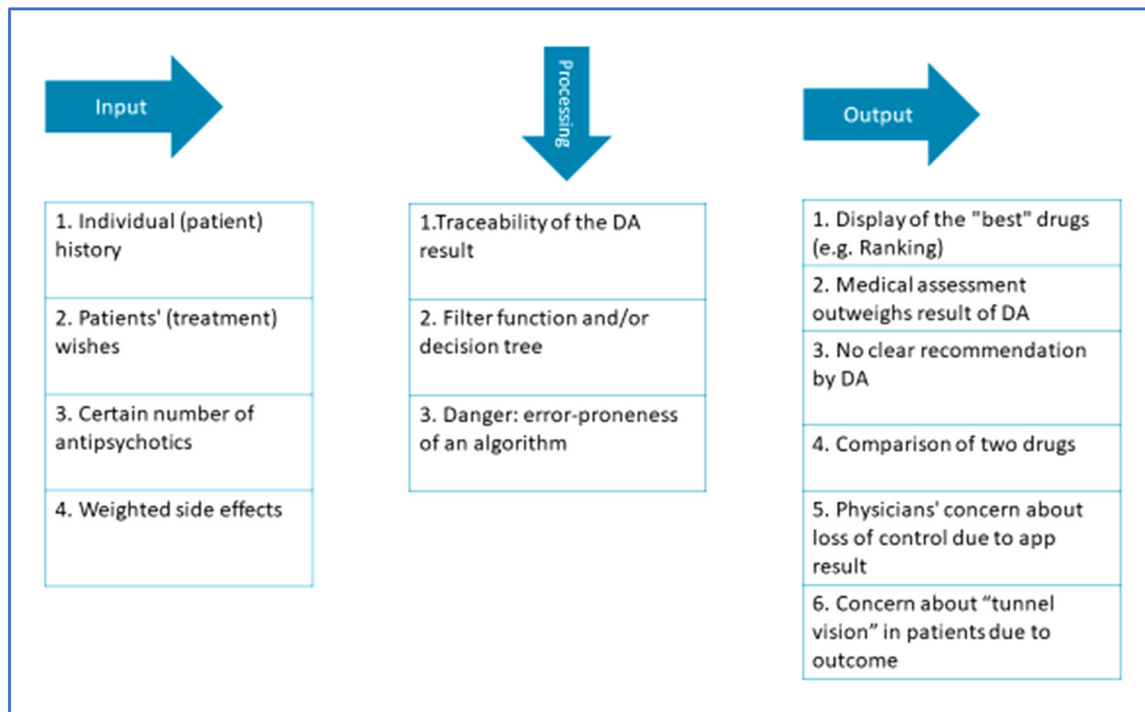 Input
1. Individual (patient)
history
2. Patients' (treatment)
wishes
3. Certain number of
antipsychotics
4. Weighted side effects
Processing
1.Traceability of the DA
result
2. Filter function and/or
decision tree
3. Danger: error-proneness
of an algorithm
Output
1. Display of the "best" drugs
(e.g. Ranking)
2. Medical assessment
outweighs result of DA
3. No clear recommendation
by DA
4. Comparison of two drugs
5. Physicians' concern about
loss of control due to app
result
6. Concern about “tunnel
vision” in patients due to
outcome